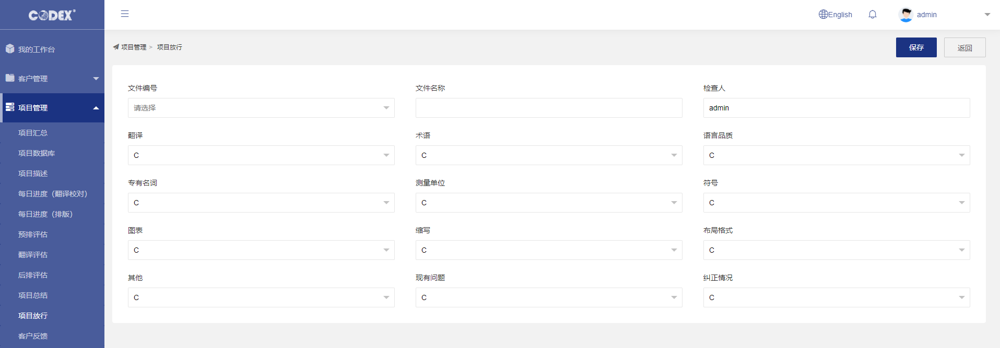 CODEX®
English
admin
我的工作台
客户管理
项目管理
项目汇总
项目数据库
项目描述
每日进度（翻译校对）
每日进度（排版）
预排评估
翻译评估
后排评估
项目总结
项目放行
客户反馈
项目管理 > 项目放行
保存
返回
文件编号
请选择
文件名称
检查人
admin
翻译
C
术语
C
语言品质
C
专有名词
C
测量单位
C
符号
C
图表
C
缩写
C
布局格式
C
其他
C
现有问题
C
纠正情况
C